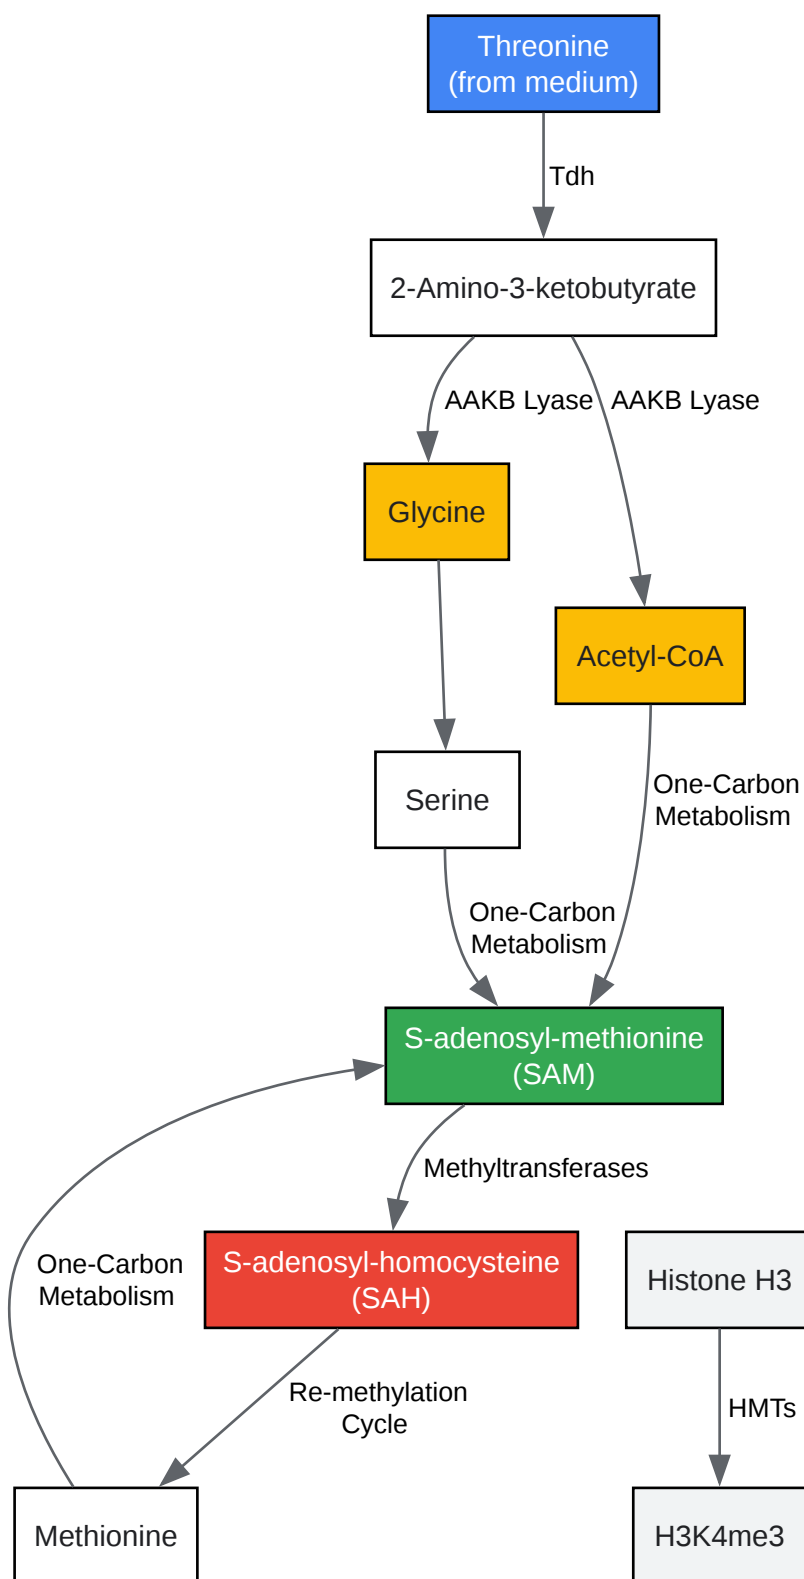 Threonine
(from medium)
Tdh
2-Amino-3-ketobutyrate
AAKB Lyase
AAKB Lyase
Glycine
Acetyl-CoA
Serine
One-Carbon
Metabolism
One-Carbon
Metabolism
S-adenosyl-methionine
(SAM)
Methyltransferases
One-Carbon
Metabolism
S-adenosyl-homocysteine
(SAH)
Histone H3
Re-methylation
Cycle
HMTs
Methionine
H3K4me3